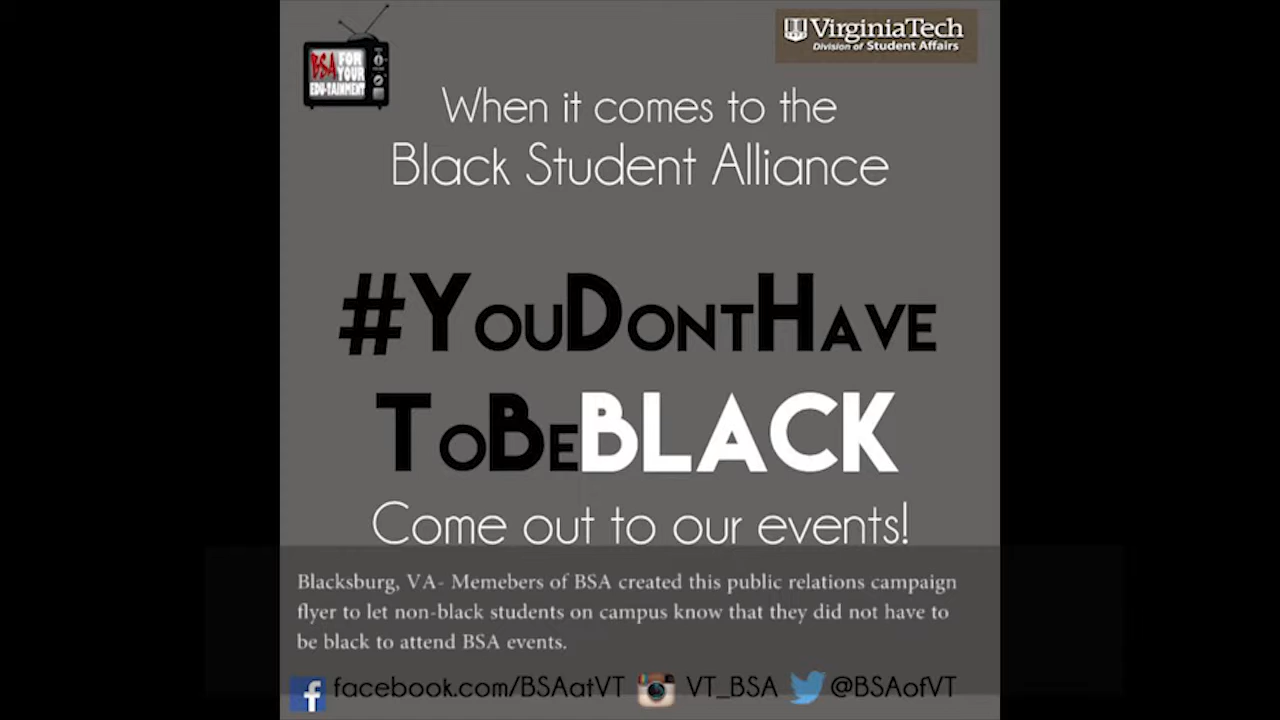 BSA FOR
YOUR
EDU-TAINMENT
VirginiaTech
Division of Student Affairs
When it comes to the
Black Student Alliance
#YouDontHave
ToBeBLACK
Come out to our events!
Blacksburg, VA- Memebers of BSA created this public relations campaign
flyer to let non-black students on campus know that they did not have to
be black to attend BSA events.
facebook.com/BSAatVT VT_BSA @BSAofVT